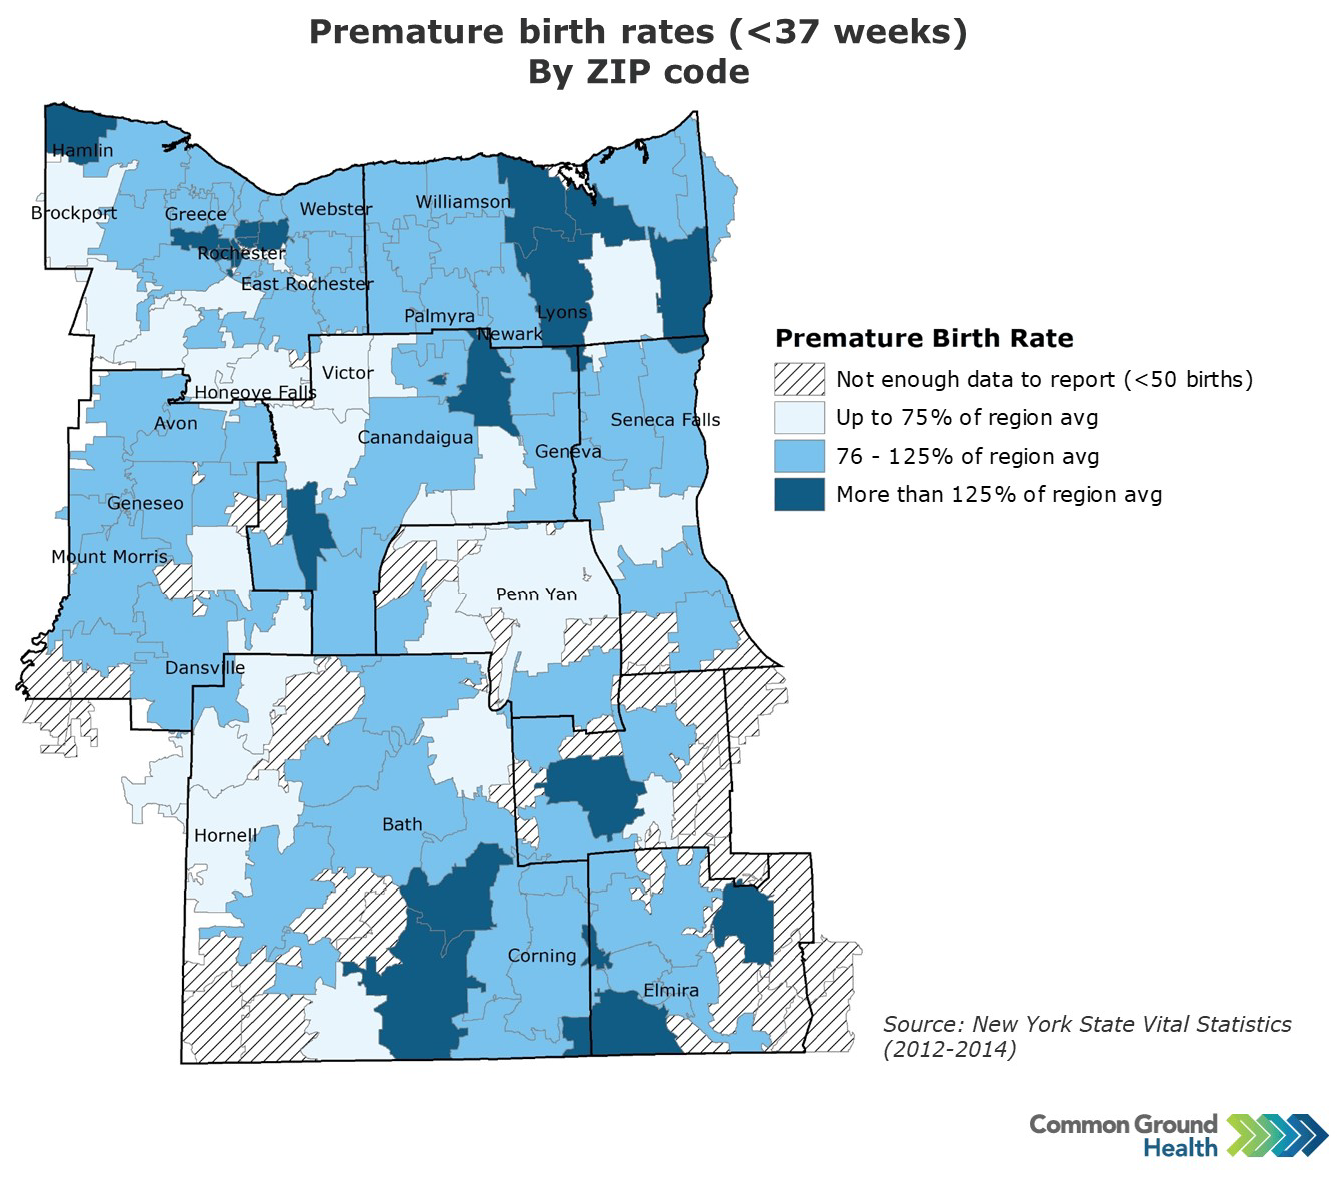 Premature birth rates (<37 weeks)
By ZIP code
Hamlin
Brockport
Greece
Webster
Williamson
Rochester
East Rochester
Palmyra
Lyons
Newark
Victor
Honeoye Falls
Avon
Canandaigua
Seneca Falls
Geneva
Geneseo
Mount Morris
Penn Yan
Dansville
Hornell
Bath
Corning
Elmira
Premature Birth Rate
Not enough data to report (<50 births)
Up to 75% of region avg
76 - 125% of region avg
More than 125% of region avg
Source: New York State Vital Statistics
(2012-2014)
Common Ground
Health